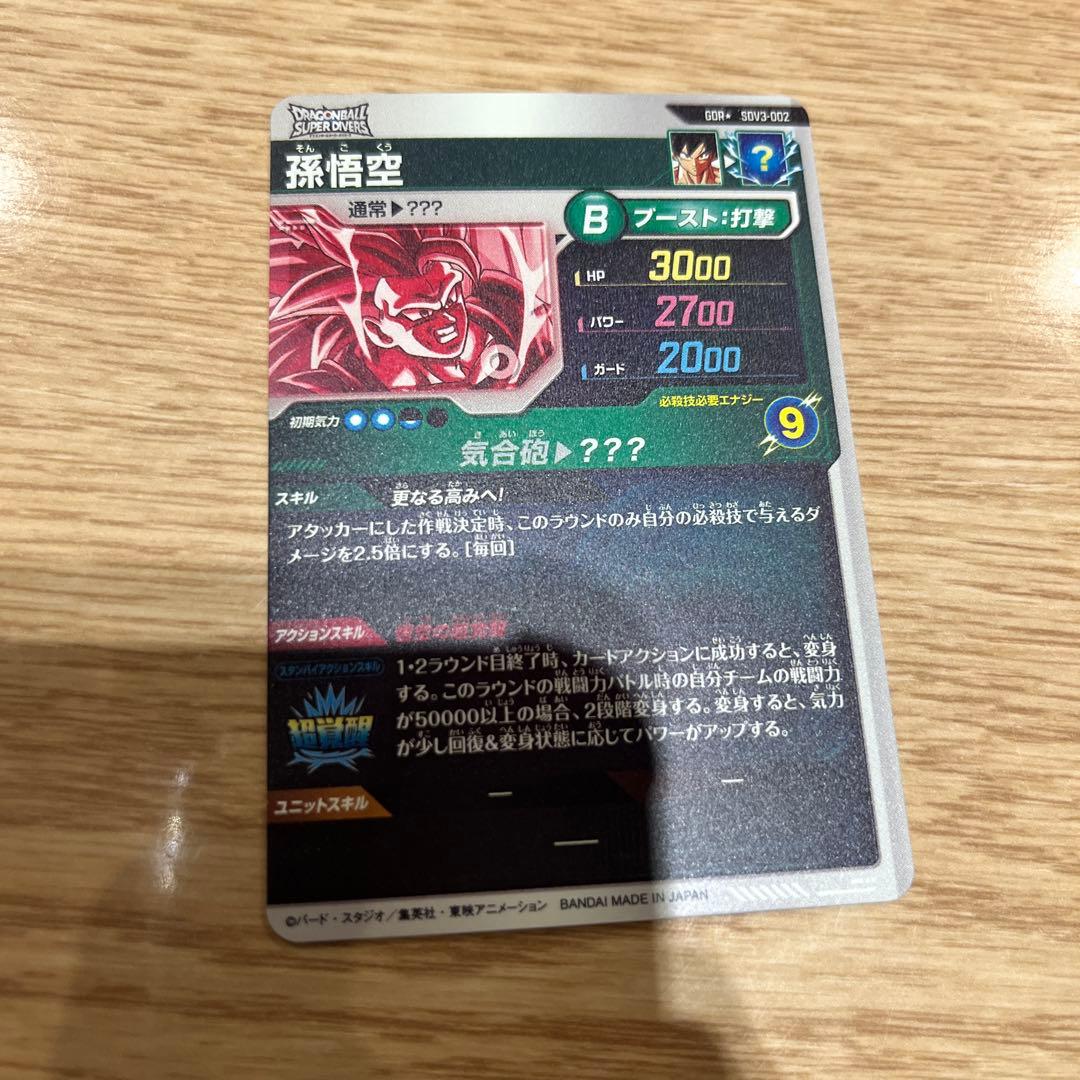 DRAGONBALL
SUPER DIVERS
GDR★ SDV3-002
そん ご くう
孫悟空
?
通常▶???
B ブースト:打撃
HP 3000
パワー 2700
ガード 2000
初期気力
必殺技必要エナジー
9
き あい ほう
気合砲▶???
スキル 更なる高みへ!
アタッカーにした作戦決定時、このラウンドのみ自分の必殺技で与えるダ
メージを2.5倍にする。[毎回]
アクションスキル
スタンバイアクションスキル
超覚醒
1・2ラウンド目終了時、カードアクションに成功すると、変身
する。このラウンドの戦闘力バトル時の自分チームの戦闘力
が50000以上の場合、2段階変身する。変身すると、気力
が少し回復&変身状態に応じてパワーがアップする。
ユニットスキル
©バード・スタジオ/集英社・東映アニメーション BANDAI MADE IN JAPAN